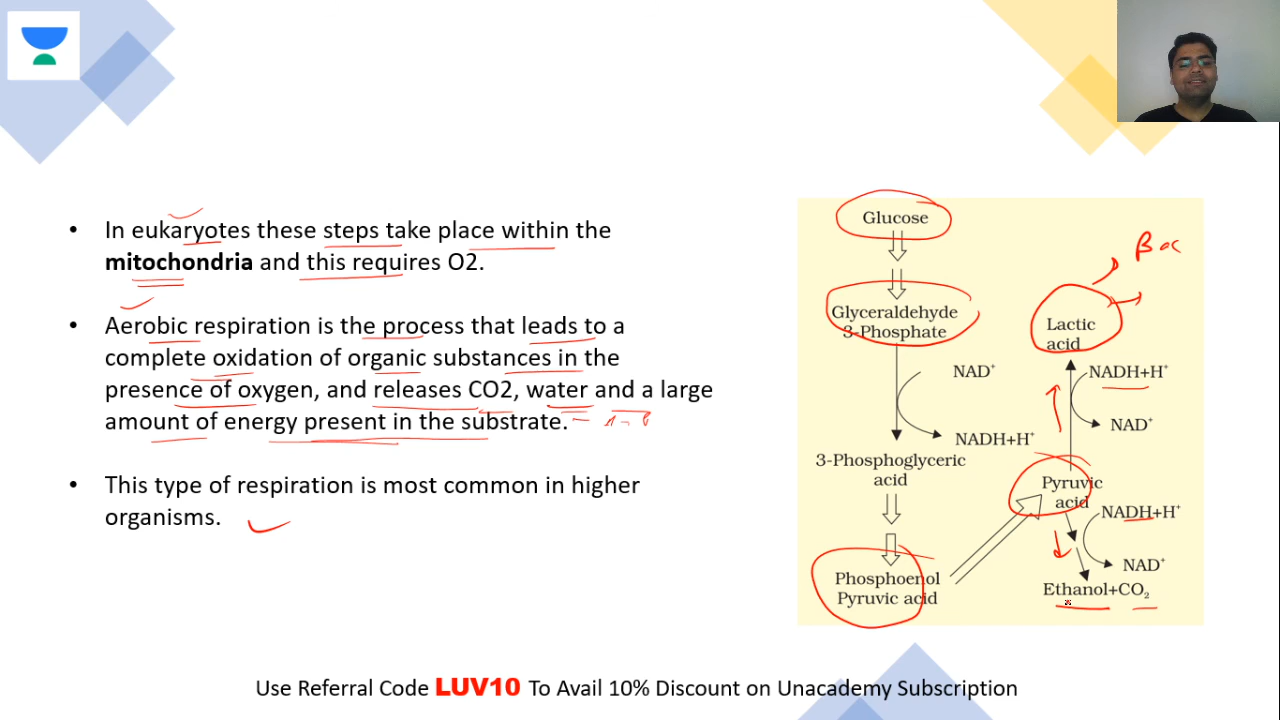 • In eukaryotes these steps take place within the
mitochondria and this requires O2.
• Aerobic respiration is the process that leads to a
complete oxidation of organic substances in the
presence of oxygen, and releases CO2, water and a large
amount of energy present in the substrate.
• This type of respiration is most common in higher
organisms.
Glucose
Glyceraldehyde
3-Phosphate
NAD⁺
NADH+H⁺
3-Phosphoglyceric
acid
Phosphoenol
Pyruvic acid
Lactic
acid
NADH+H⁺
NAD⁺
Pyruvic
acid
NADH+H⁺
NAD⁺
Ethanol+CO₂
Use Referral Code LUV10 To Avail 10% Discount on Unacademy Subscription